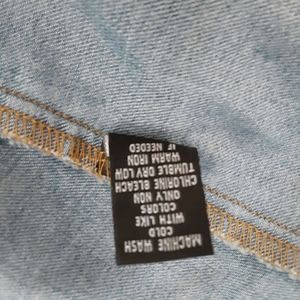 MACHINE WASH
COLD
WITH LIKE
COLORS
ONLY NON
CHLORINE BLEACH
TUMBLE DRY LOW
WARM IRON
IF NEEDED